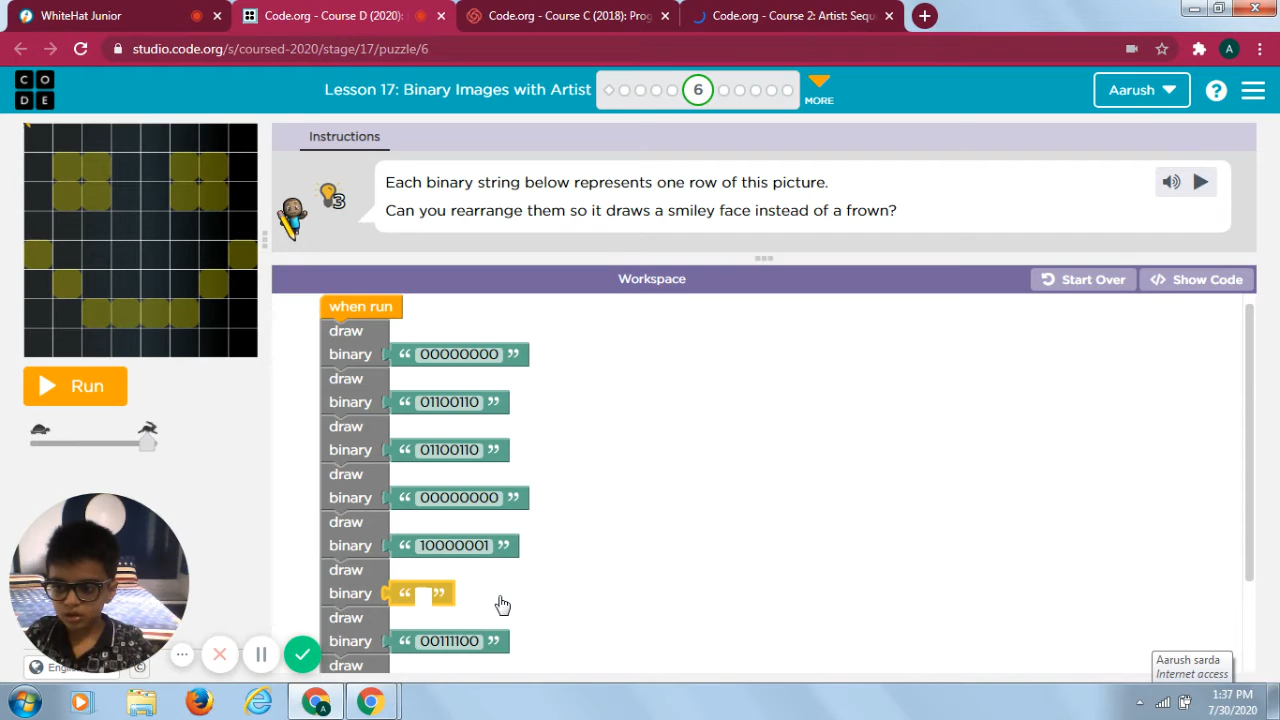 WhiteHat Junior
Code.org - Course D (2020):
Code.org - Course C (2018): Prog
Code.org - Course 2: Artist: Sequ
studio.code.org/s/coursed-2020/stage/17/puzzle/6
A
C O
D E
Lesson 17: Binary Images with Artist
6
MORE
Aarush
?
Instructions
3
Each binary string below represents one row of this picture.
Can you rearrange them so it draws a smiley face instead of a frown?
Workspace
Start Over
Show Code
when run
draw
binary “ 00000000 ”
draw
binary “ 01100110 ”
draw
binary “ 01100110 ”
draw
binary “ 00000000 ”
draw
binary “ 10000001 ”
draw
binary “ ”
draw
binary “ 00111100 ”
draw
Run
Aarush sarda
Internet access
1:37 PM
7/30/2020